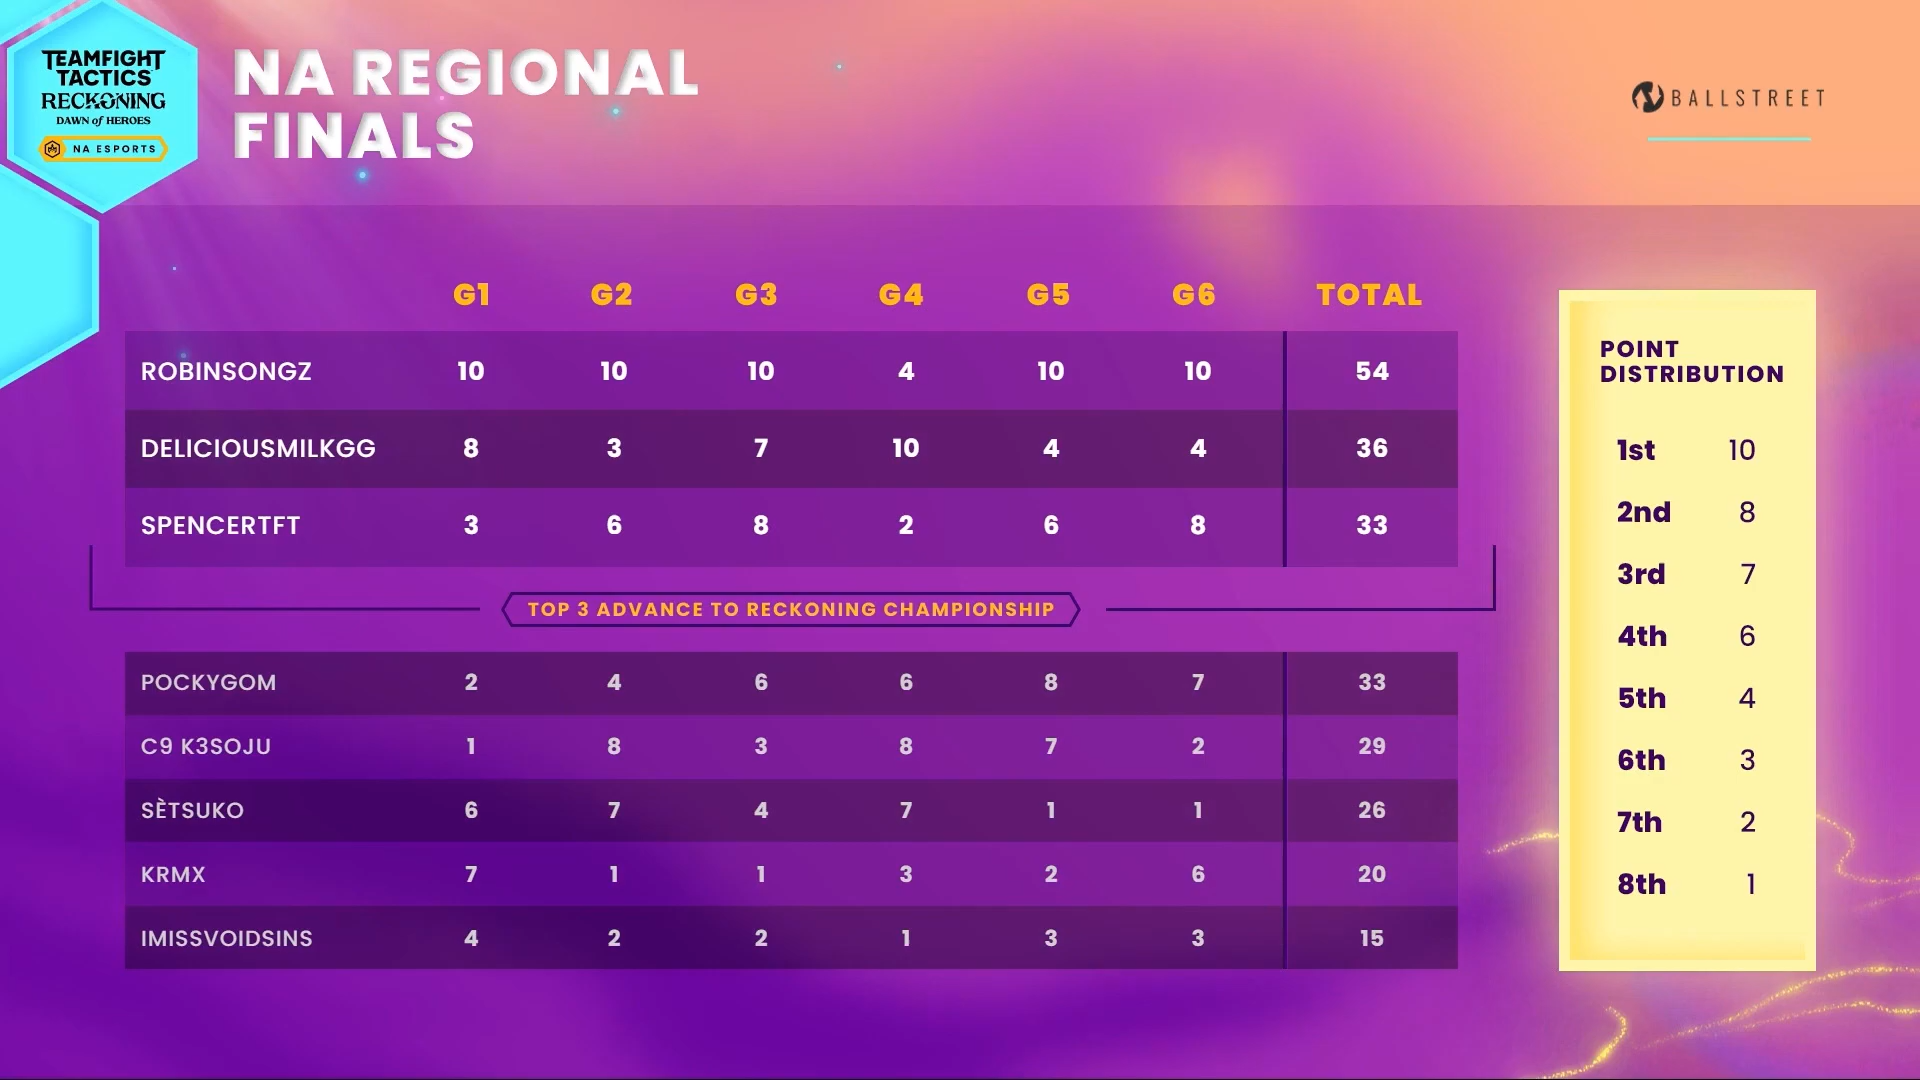 TEAMFIGHT
TACTICS
RECKONING
DAWN of HEROES
NA ESPORTS
NA REGIONAL
FINALS
BALLSTREET
G1 G2 G3 G4 G5 G6 TOTAL
ROBINSONGZ 10 10 10 4 10 10 54
DELICIOUSMILKGG 8 3 7 10 4 4 36
SPENCERTFT 3 6 8 2 6 8 33
TOP 3 ADVANCE TO RECKONING CHAMPIONSHIP
POCKYGOM 2 4 6 6 8 7 33
C9 K3SOJU 1 8 3 8 7 2 29
SÈTSUKO 6 7 4 7 1 1 26
KRMX 7 1 1 3 2 6 20
IMISSVOIDSINS 4 2 2 1 3 3 15
POINT
DISTRIBUTION
1st 10
2nd 8
3rd 7
4th 6
5th 4
6th 3
7th 2
8th 1